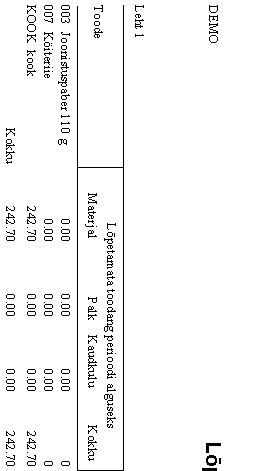 DEMO
Lõp
Leht 1
Lõpetamata toodang perioodi alguseks
Toode Materjal Palk Kaudkulu Kokku
003 Joonistuspaber 110 g 0.00 0.00 0.00 0
007 Köiteriie 0.00 0.00 0.00 0
KOOK kook 242.70 0.00 0.00 242.70
Kokku 242.70 0.00 0.00 242.70